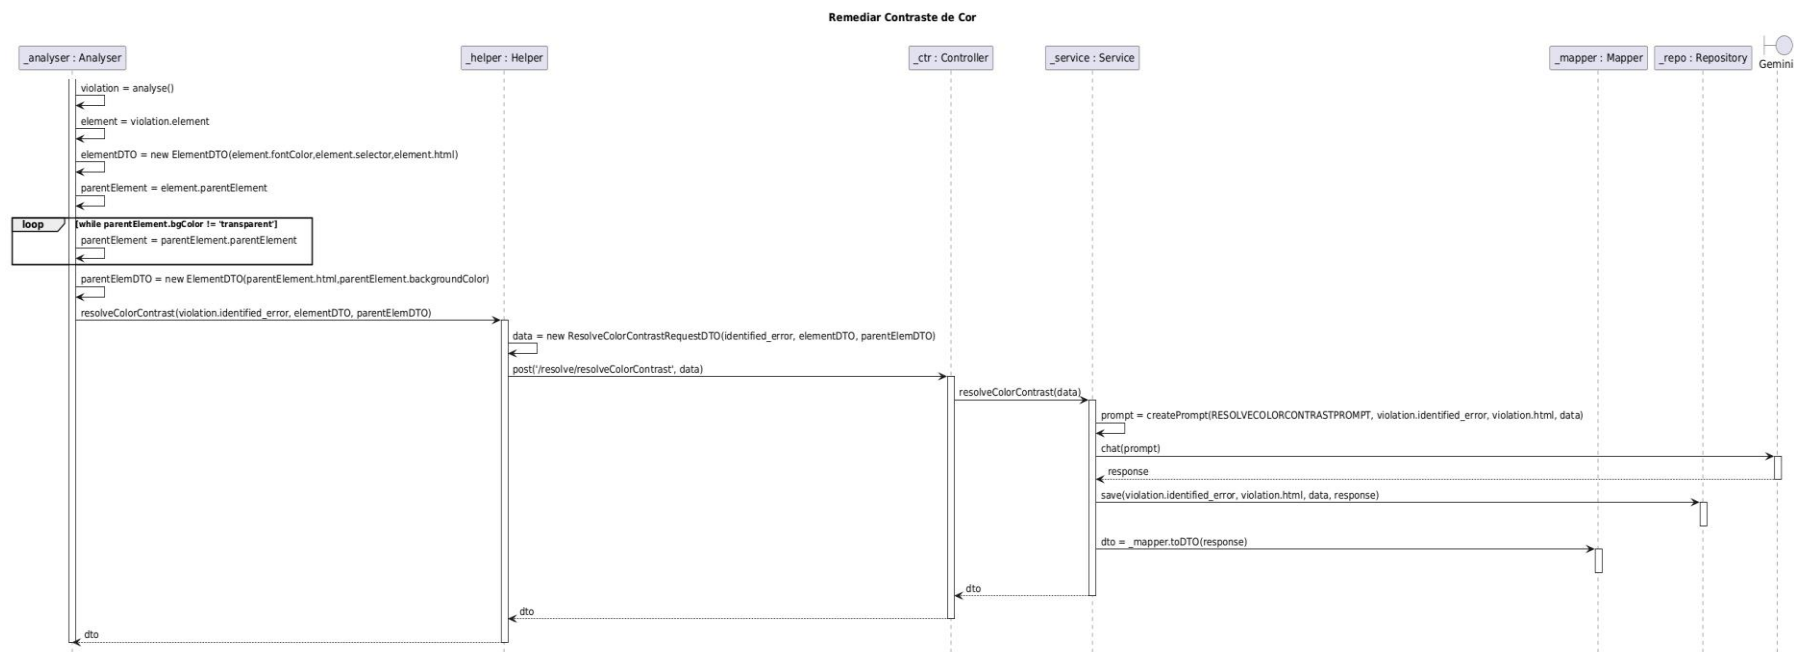 Remediar Contraste de Cor
_analyser : Analyser
_helper : Helper
_ctr : Controller
_service : Service
_mapper : Mapper
_repo : Repository
Gemini
violation = analyse()
element = violation.element
elementDTO = new ElementDTO(element.fontColor,element.selector,element.html)
parentElement = element.parentElement
loop
[while parentElement.bgColor != 'transparent']
parentElement = parentElement.parentElement
parentElemDTO = new ElementDTO(parentElement.html,parentElement.backgroundColor)
resolveColorContrast(violation.identified_error, elementDTO, parentElemDTO)
data = new ResolveColorContrastRequestDTO(identified_error, elementDTO, parentElemDTO)
post('/resolve/resolveColorContrast', data)
resolveColorContrast(data)
prompt = createPrompt(RESOLVECOLORCONTRASTPROMPT, violation.identified_error, violation.html, data)
chat(prompt)
response
save(violation.identified_error, violation.html, data, response)
dto = _mapper.toDTO(response)
dto
dto
dto